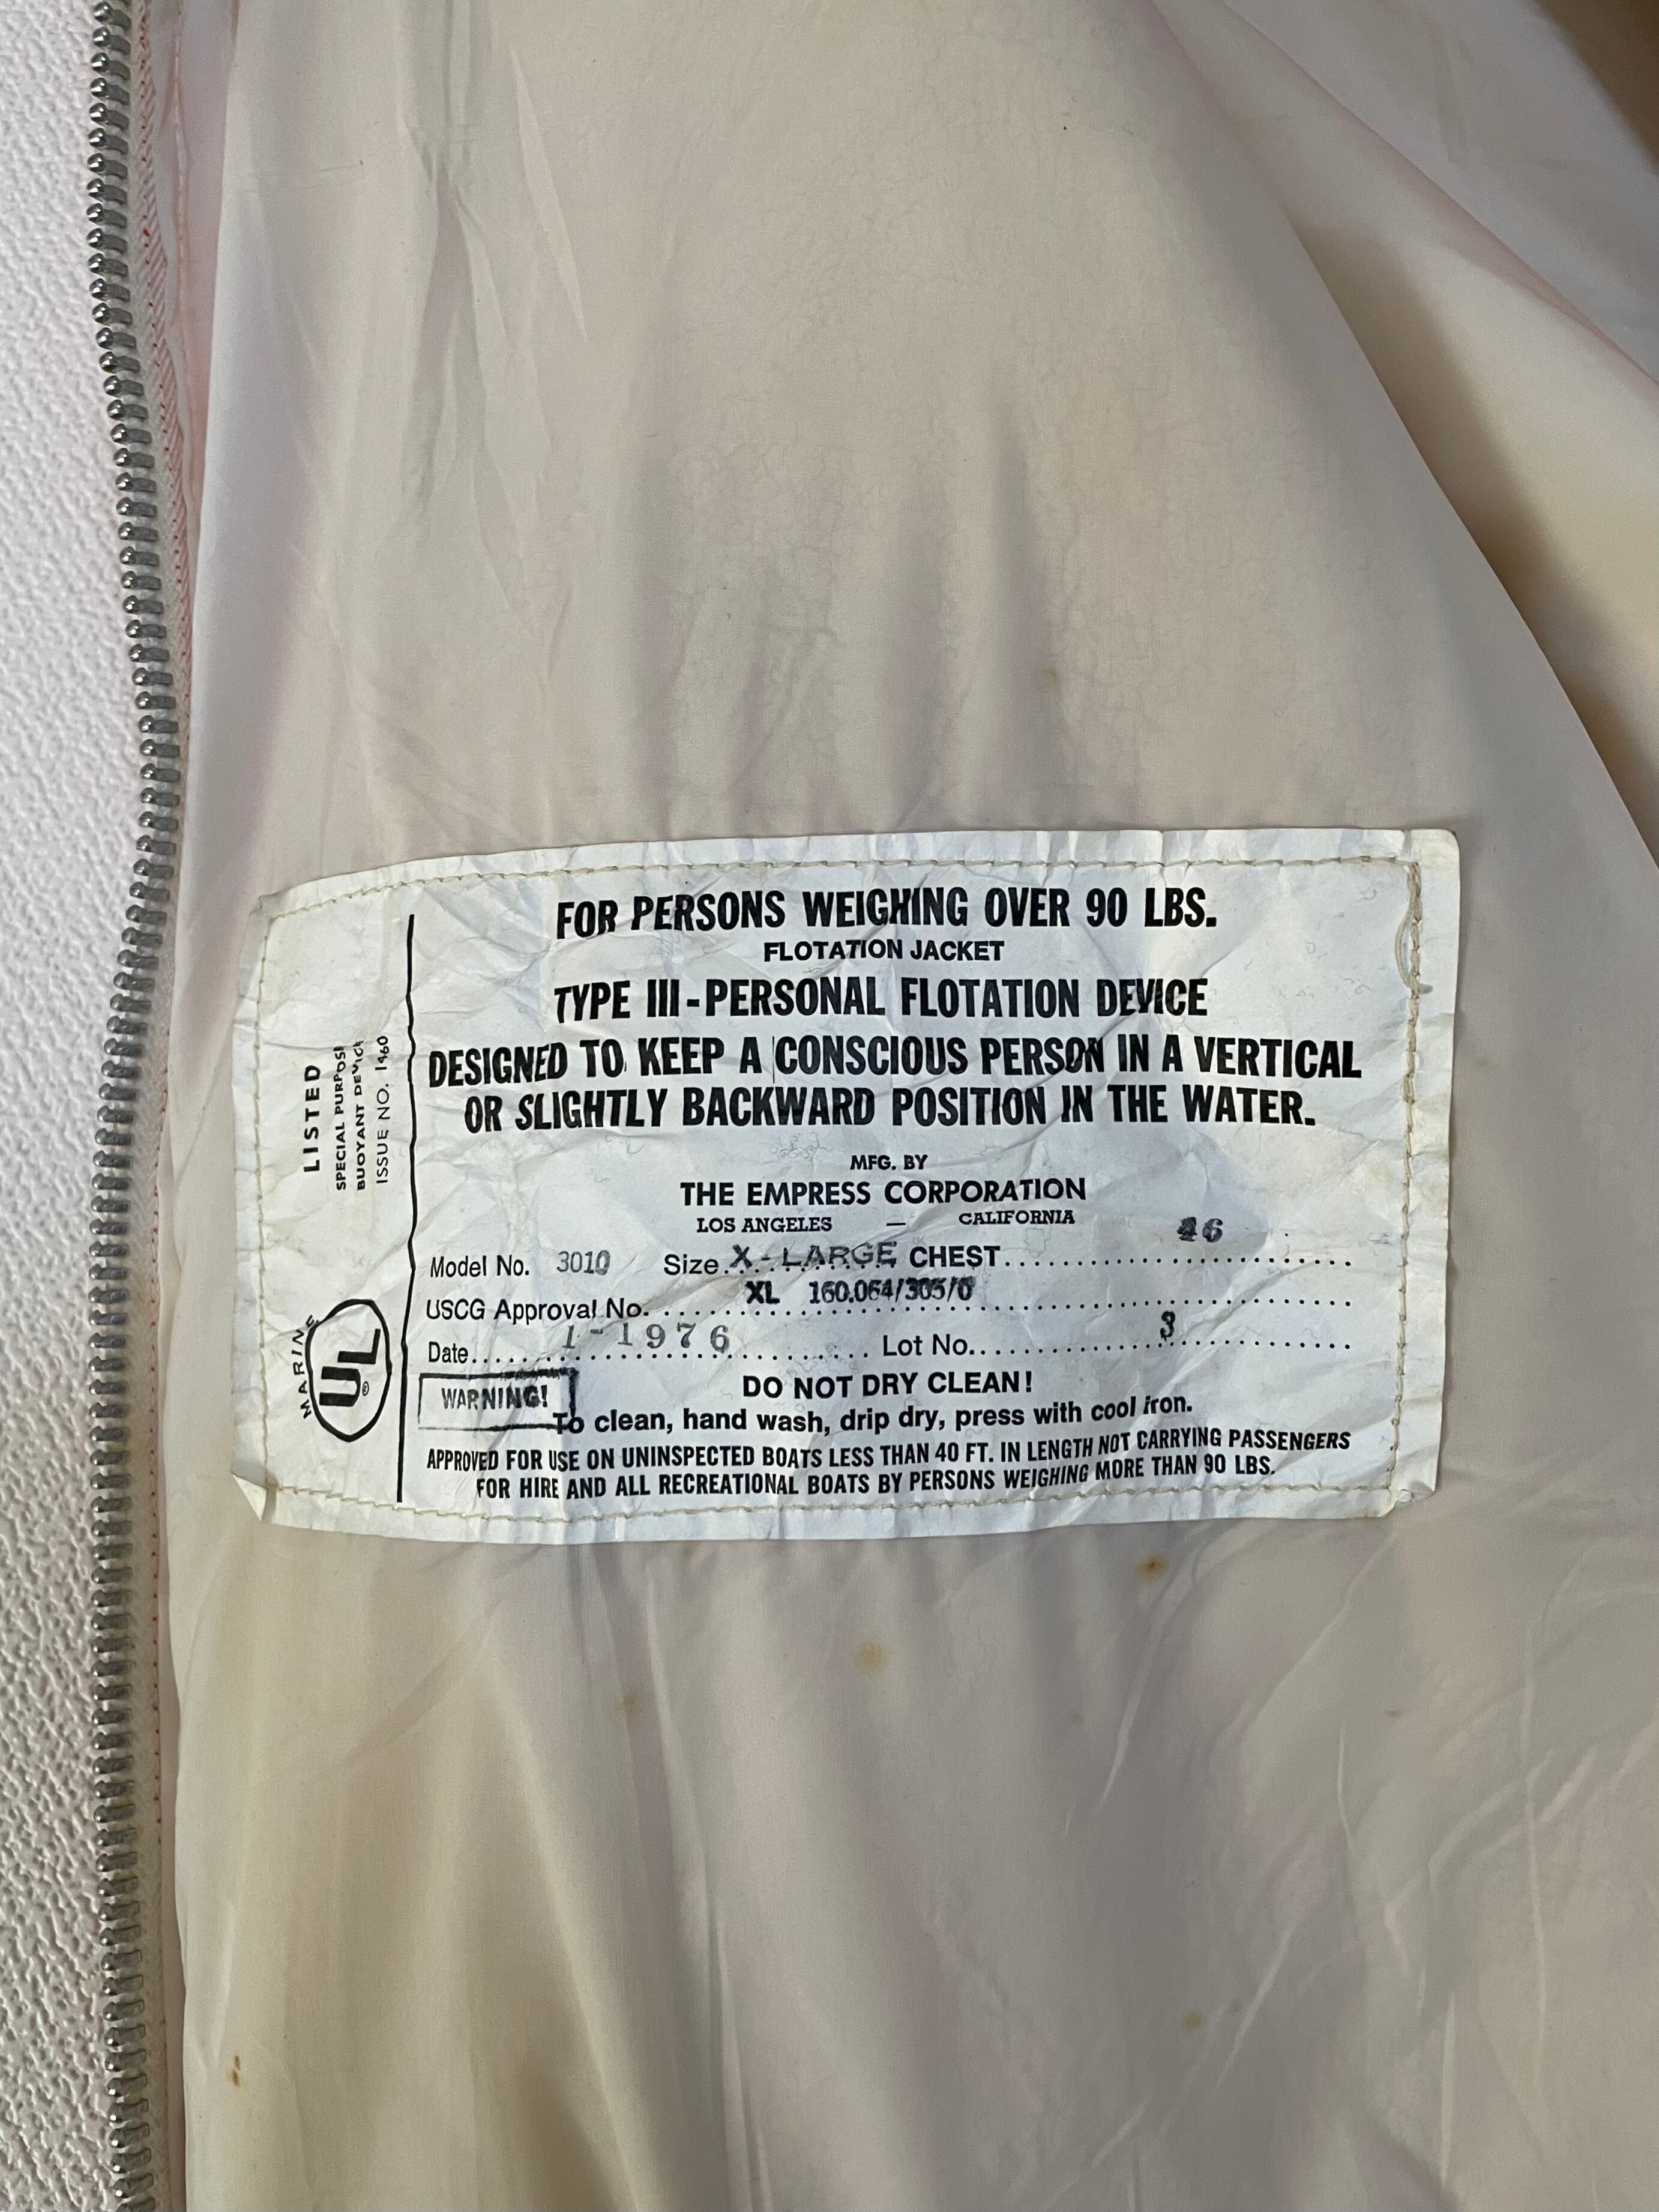 FOR PERSONS WEIGHING OVER 90 LBS.
FLOTATION JACKET
TYPE III-PERSONAL FLOTATION DEVICE
DESIGNED TO KEEP A CONSCIOUS PERSON IN A VERTICAL
OR SLIGHTLY BACKWARD POSITION IN THE WATER.
MFG. BY
THE EMPRESS CORPORATION
LOS ANGELES — CALIFORNIA
Model No. 3010 Size X-LARGE CHEST 46
USCG Approval No. XL 160.064/305/0
Date 1-1976 Lot No. 3
WARNING! DO NOT DRY CLEAN!
To clean, hand wash, drip dry, press with cool iron.
APPROVED FOR USE ON UNINSPECTED BOATS LESS THAN 40 FT. IN LENGTH NOT CARRYING PASSENGERS
FOR HIRE AND ALL RECREATIONAL BOATS BY PERSONS WEIGHING MORE THAN 90 LBS.
LISTED
SPECIAL PURPOSE
BUOYANT DEVICE
ISSUE NO. 1460
MARINE
UL®